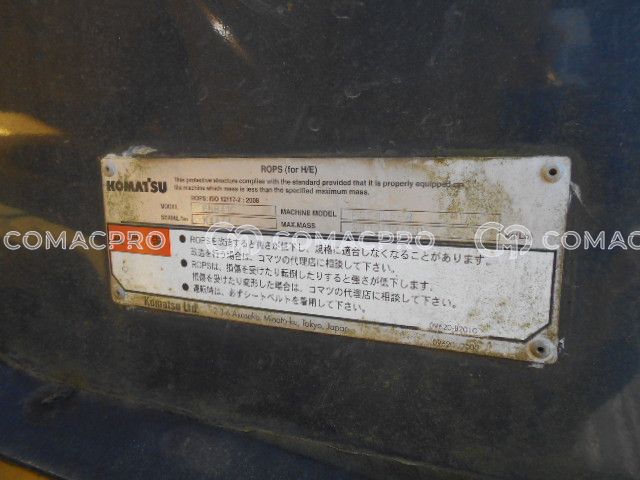 ROPS (for H/E)
KOMATSU
This protective structure complies with the standard provided that it is properly equipped on
the machine which mass is less than the specified maximum mass.
ROPS: ISO 12117-2 : 2008
MODEL
MACHINE MODEL
SERIAL No.
MAX.MASS
COMACPRO COMACPRO COMACPRO
● ROPSを改造すると強さが低下し、規格に適合しなくなることがあります。
改造を行う場合は、コマツの代理店に相談して下さい。
● ROPSは、損傷を受けたり転倒したりすると強さが低下します。
損傷を受けたり変形した場合は、コマツの代理店に相談して下さい。
● 運転時は、必ずシートベルトを着用して下さい。
Komatsu Ltd.
Akasaka, Minato-ku, Tokyo, Japan